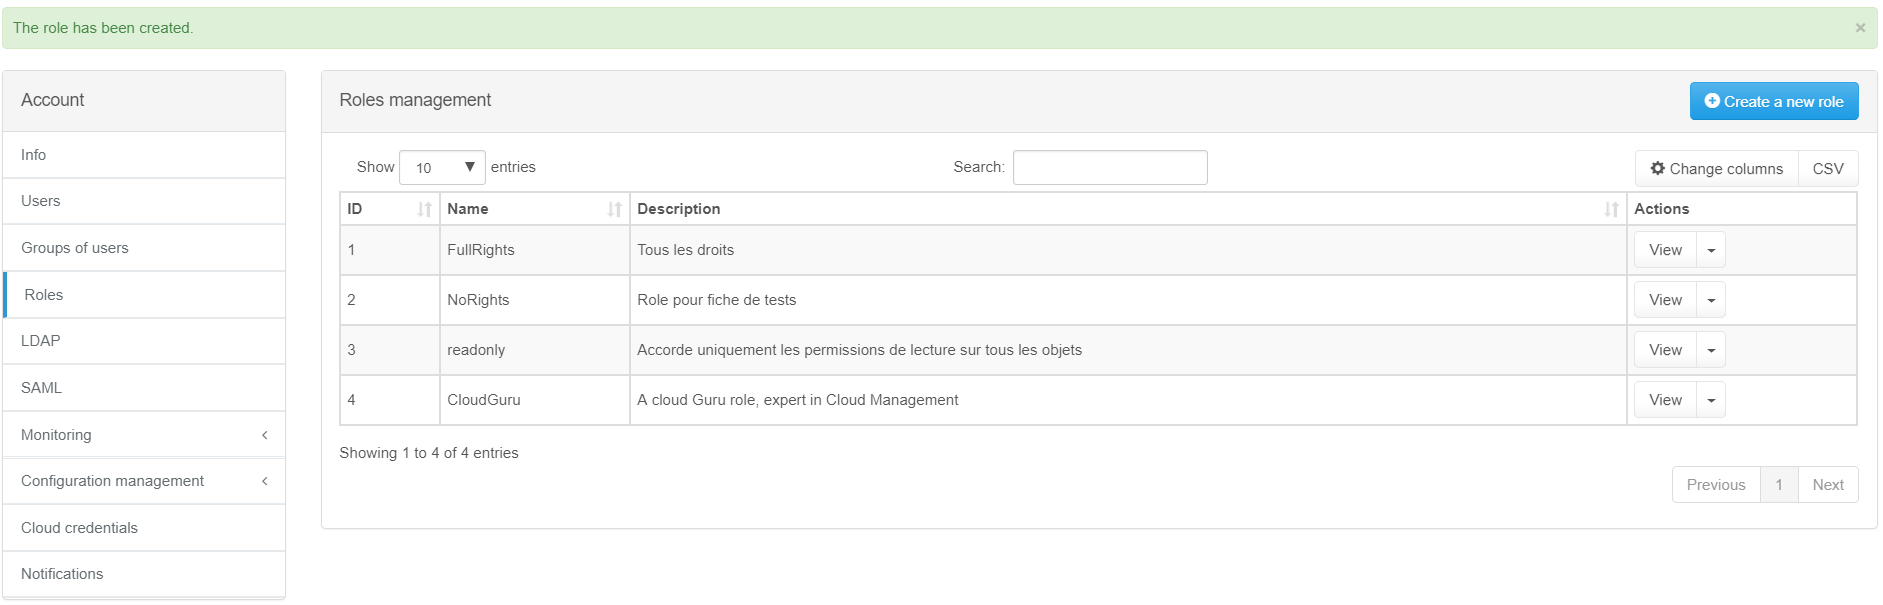 The role has been created.
×
Account
Info
Users
Groups of users
Roles
LDAP
SAML
Monitoring
Configuration management
Cloud credentials
Notifications
Roles management
Create a new role
Show 10 entries
Search:
Change columns CSV
ID Name Description Actions
1 FullRights Tous les droits View
2 NoRights Role pour fiche de tests View
3 readonly Accorde uniquement les permissions de lecture sur tous les objets View
4 CloudGuru A cloud Guru role, expert in Cloud Management View
Showing 1 to 4 of 4 entries
Previous 1 Next